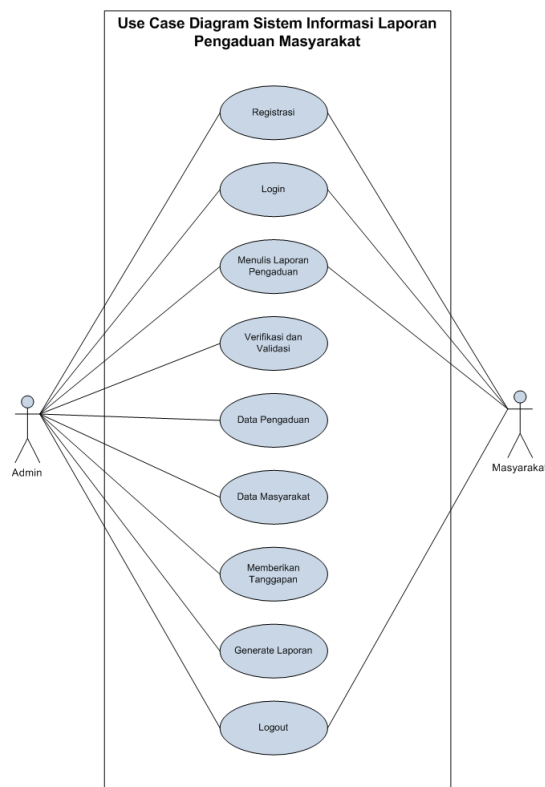 Use Case Diagram Sistem Informasi Laporan
Pengaduan Masyarakat
Registrasi
Login
Menulis Laporan
Pengaduan
Verifikasi dan
Validasi
Data Pengaduan
Admin
Masyarakat
Data Masyarakat
Memberikan
Tanggapan
Generate Laporan
Logout